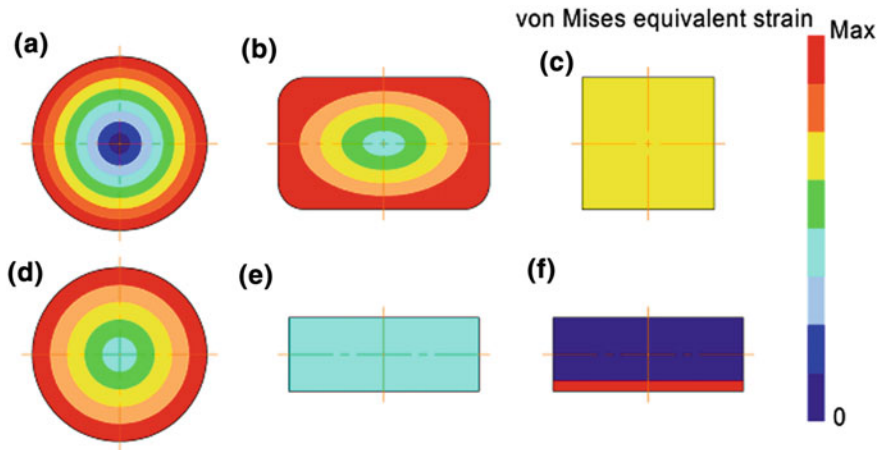 von Mises equivalent strain
Max
(a)
(b)
(c)
(d)
(e)
(f)
0